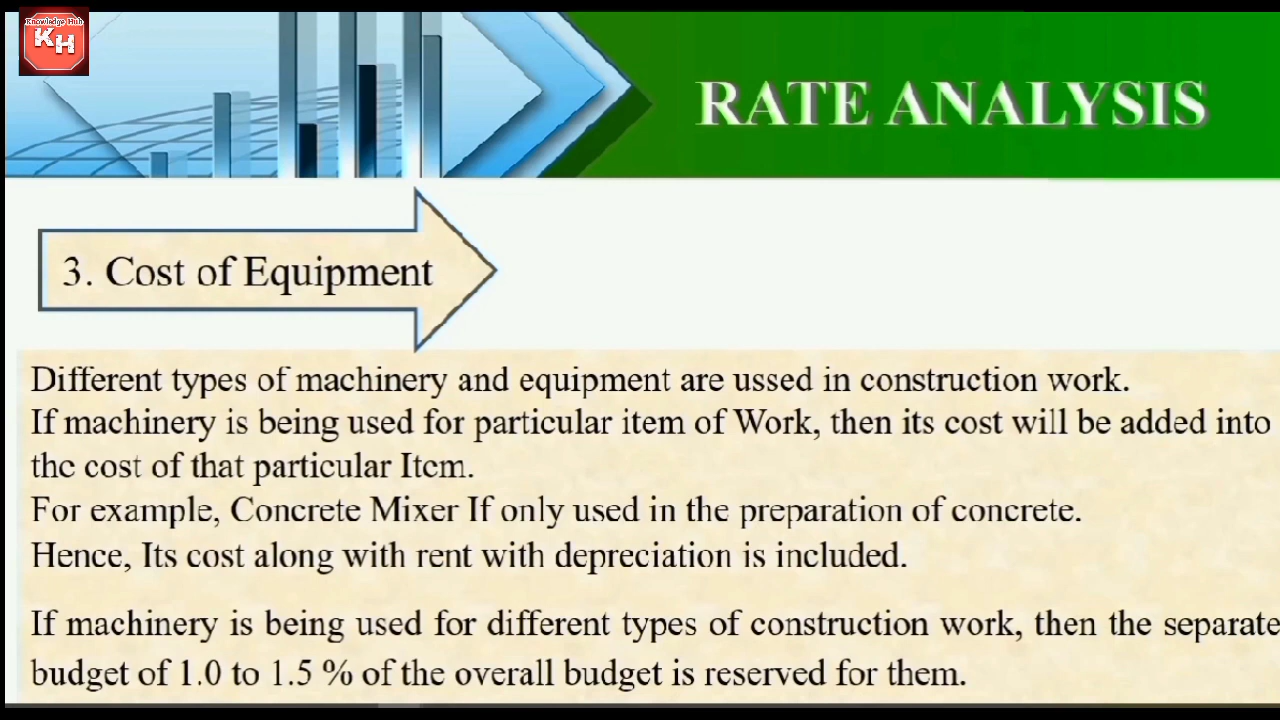 Knowledge Hub
KH
RATE ANALYSIS
3. Cost of Equipment
Different types of machinery and equipment are ussed in construction work.
If machinery is being used for particular item of Work, then its cost will be added into
the cost of that particular Item.
For example, Concrete Mixer If only used in the preparation of concrete.
Hence, Its cost along with rent with depreciation is included.
If machinery is being used for different types of construction work, then the separate
budget of 1.0 to 1.5 % of the overall budget is reserved for them.